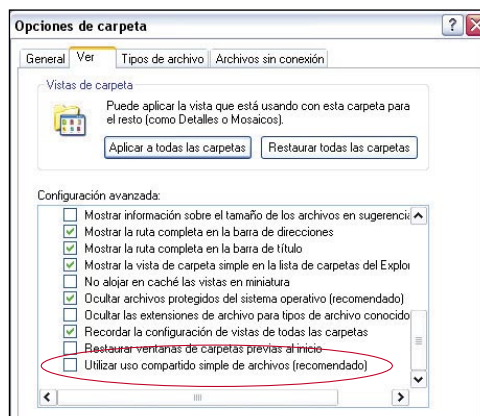 Opciones de carpeta
General Ver Tipos de archivo Archivos sin conexión
Vistas de carpeta
Puede aplicar la vista que está usando con esta carpeta para
el resto (como Detalles o Mosaicos).
Aplicar a todas las carpetas Restaurar todas las carpetas
Configuración avanzada:
Mostrar información sobre el tamaño de los archivos en sugerencia
Mostrar la ruta completa en la barra de direcciones
Mostrar la ruta completa en la barra de título
Mostrar la vista de carpeta simple en la lista de carpetas del Explor
No alojar en caché las vistas en miniatura
Ocultar archivos protegidos del sistema operativo (recomendado)
Ocultar las extensiones de archivo para tipos de archivo conocido
Recordar la configuración de vistas de todas las carpetas
Restaurar ventanas de carpetas previas al inicio
Utilizar uso compartido simple de archivos (recomendado)